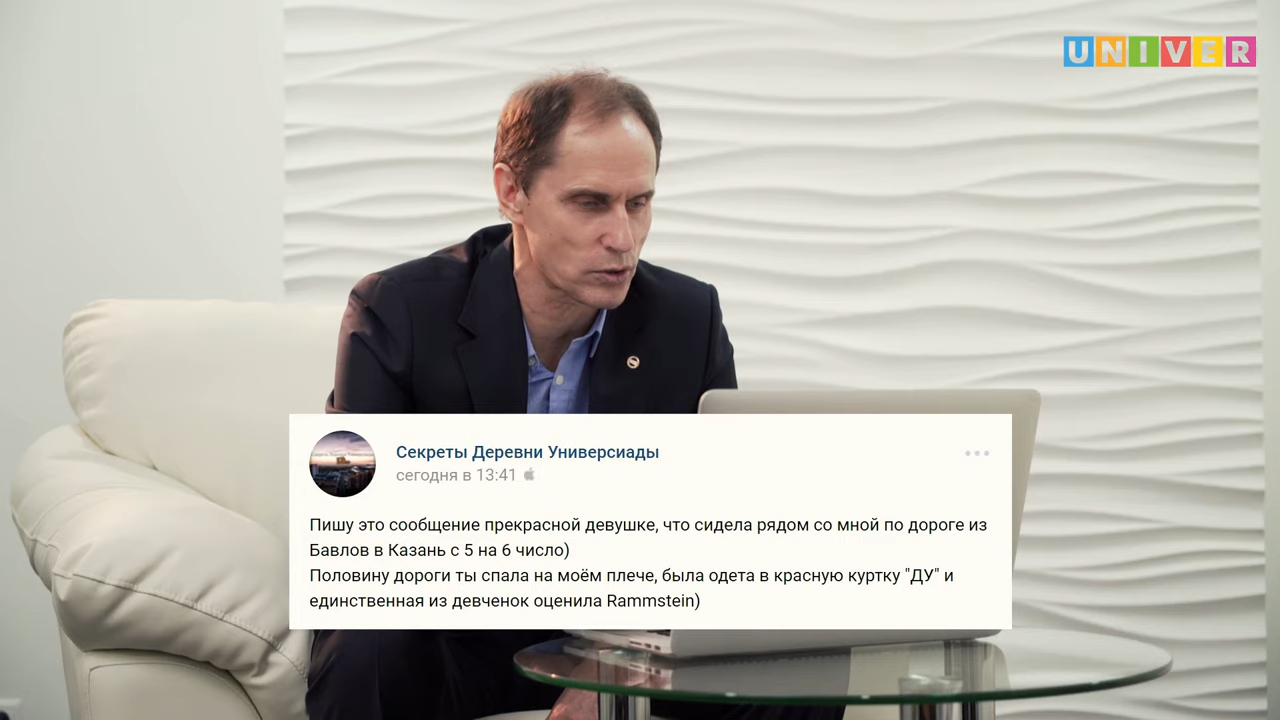 UNIVER
Секреты Деревни Универсиады
сегодня в 13:41
Пишу это сообщение прекрасной девушке, что сидела рядом со мной по дороге из
Бавлов в Казань с 5 на 6 число)
Половину дороги ты спала на моём плече, была одета в красную куртку "ДУ" и
единственная из девченок оценила Rammstein)